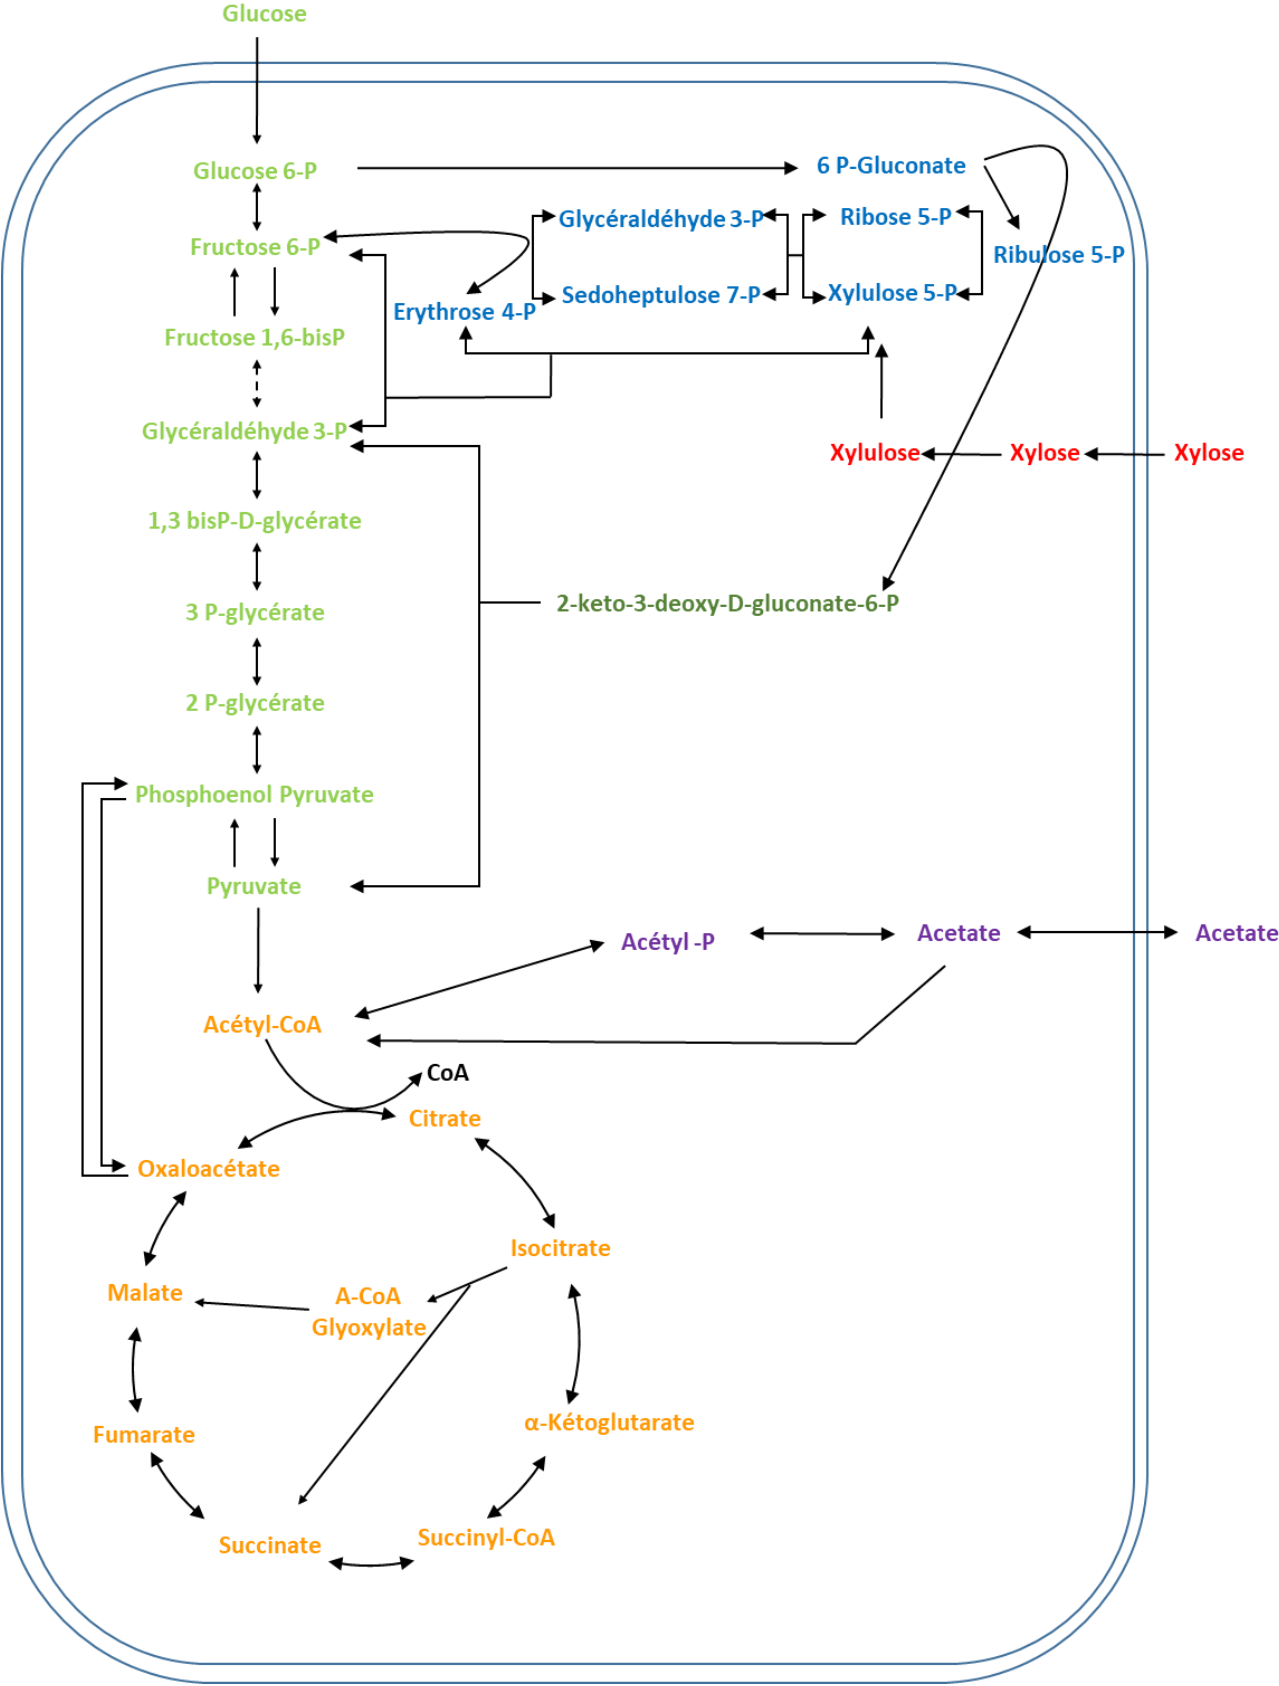 Glucose
Glucose 6-P
6 P-Gluconate
Fructose 6-P
Glycéraldéhyde 3-P
Ribose 5-P
Ribulose 5-P
Erythrose 4-P
Sedoheptulose 7-P
Xylulose 5-P
Fructose 1,6-bisP
Glycéraldéhyde 3-P
Xylulose
Xylose
Xylose
1,3 bisP-D-glycérate
3 P-glycérate
2-keto-3-deoxy-D-gluconate-6-P
2 P-glycérate
Phosphoenol Pyruvate
Pyruvate
Acétyl -P
Acetate
Acetate
Acétyl-CoA
CoA
Citrate
Oxaloacétate
Isocitrate
Malate
A-CoA
Glyoxylate
Fumarate
α-Kétoglutarate
Succinate
Succinyl-CoA